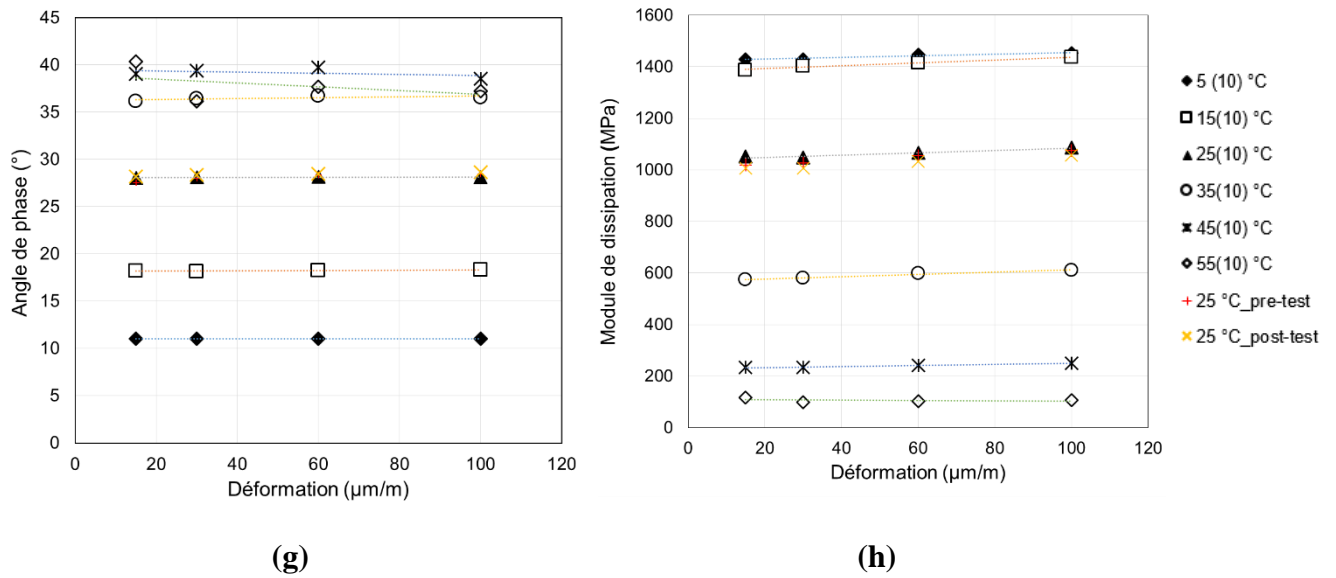 45
40
35
30
25
20
15
10
5
0
0 20 40 60 80 100 120
Angle de phase (°)
Déformation (µm/m)
(g)
1600
1400
1200
1000
800
600
400
200
0
0 20 40 60 80 100 120
Module de dissipation (MPa)
Déformation (µm/m)
(h)
5 (10) °C
15(10) °C
25(10) °C
35(10) °C
45(10) °C
55(10) °C
25 °C_pre-test
25 °C_post-test